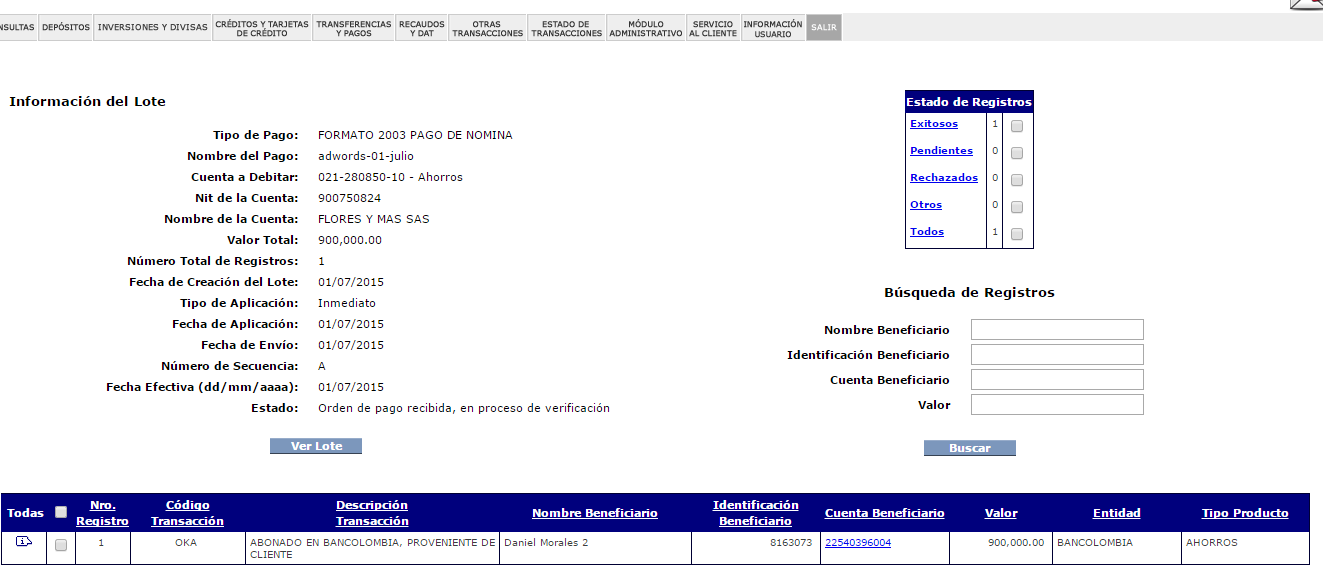 NSULTAS DEPÓSITOS INVERSIONES Y DIVISAS CRÉDITOS Y TARJETAS DE CRÉDITO TRANSFERENCIAS Y PAGOS RECAUDOS Y DAT OTRAS TRANSACCIONES ESTADO DE TRANSACCIONES MÓDULO ADMINISTRATIVO SERVICIO AL CLIENTE INFORMACIÓN USUARIO SALIR
Información del Lote
Tipo de Pago: FORMATO 2003 PAGO DE NOMINA
Nombre del Pago: adwords-01-julio
Cuenta a Debitar: 021-280850-10 - Ahorros
Nit de la Cuenta: 900750824
Nombre de la Cuenta: FLORES Y MAS SAS
Valor Total: 900,000.00
Número Total de Registros: 1
Fecha de Creación del Lote: 01/07/2015
Tipo de Aplicación: Inmediato
Fecha de Aplicación: 01/07/2015
Fecha de Envío: 01/07/2015
Número de Secuencia: A
Fecha Efectiva (dd/mm/aaaa): 01/07/2015
Estado: Orden de pago recibida, en proceso de verificación
Ver Lote
Estado de Registros
Exitosos 1
Pendientes 0
Rechazados 0
Otros 0
Todos 1
Búsqueda de Registros
Nombre Beneficiario
Identificación Beneficiario
Cuenta Beneficiario
Valor
Buscar
Todas Nro. Registro Código Transacción Descripción Transacción Nombre Beneficiario Identificación Beneficiario Cuenta Beneficiario Valor Entidad Tipo Producto
1 OKA ABONADO EN BANCOLOMBIA, PROVENIENTE DE CLIENTE Daniel Morales 2 8163073 22540396004 900,000.00 BANCOLOMBIA AHORROS